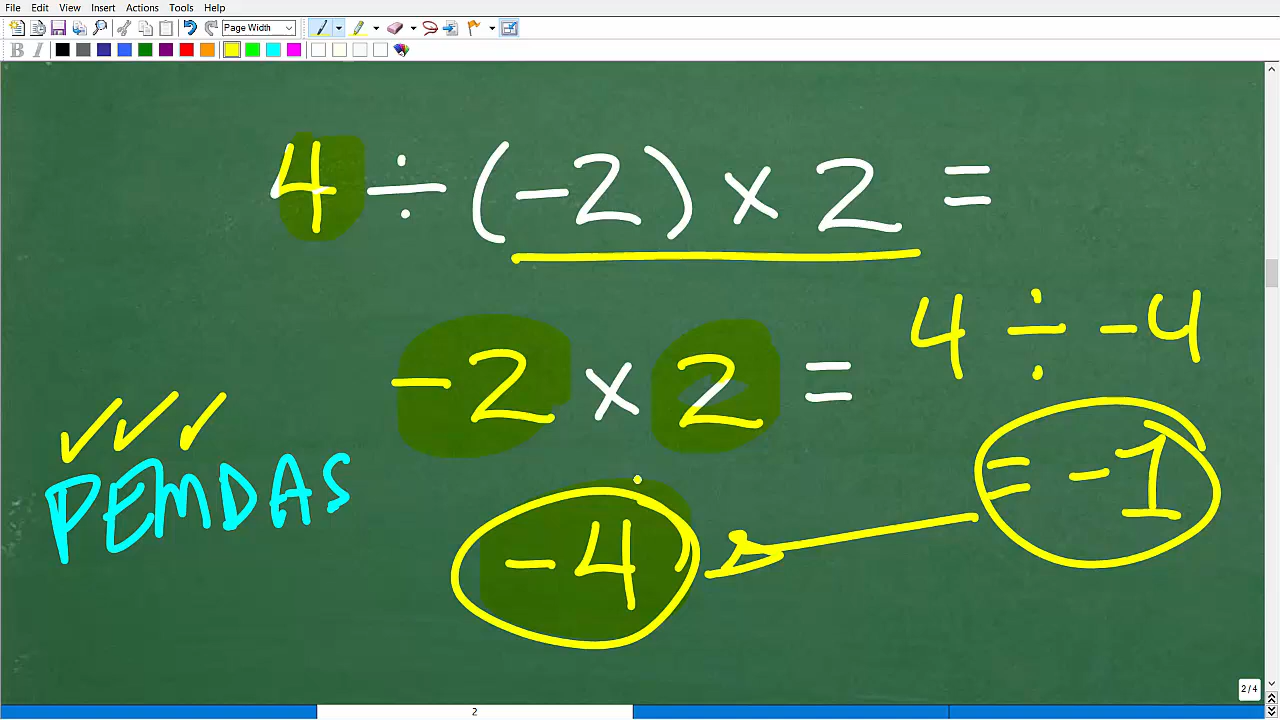 File Edit View Insert Actions Tools Help
Page Width
B I
4 ÷ (-2) × 2 =
4 ÷ -4
-2 × 2 =
= -1
PEMDAS
-4
2/4
2